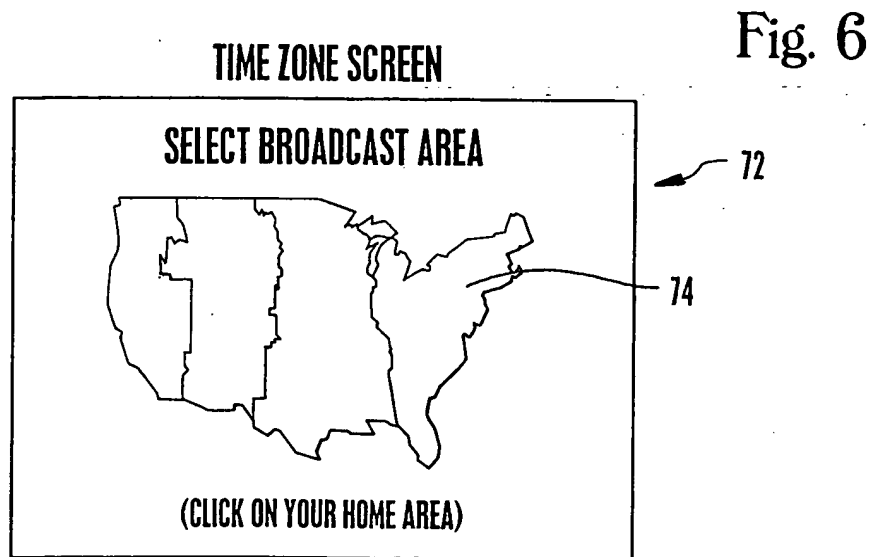 Fig. 6
TIME ZONE SCREEN
SELECT BROADCAST AREA
72
74
(CLICK ON YOUR HOME AREA)